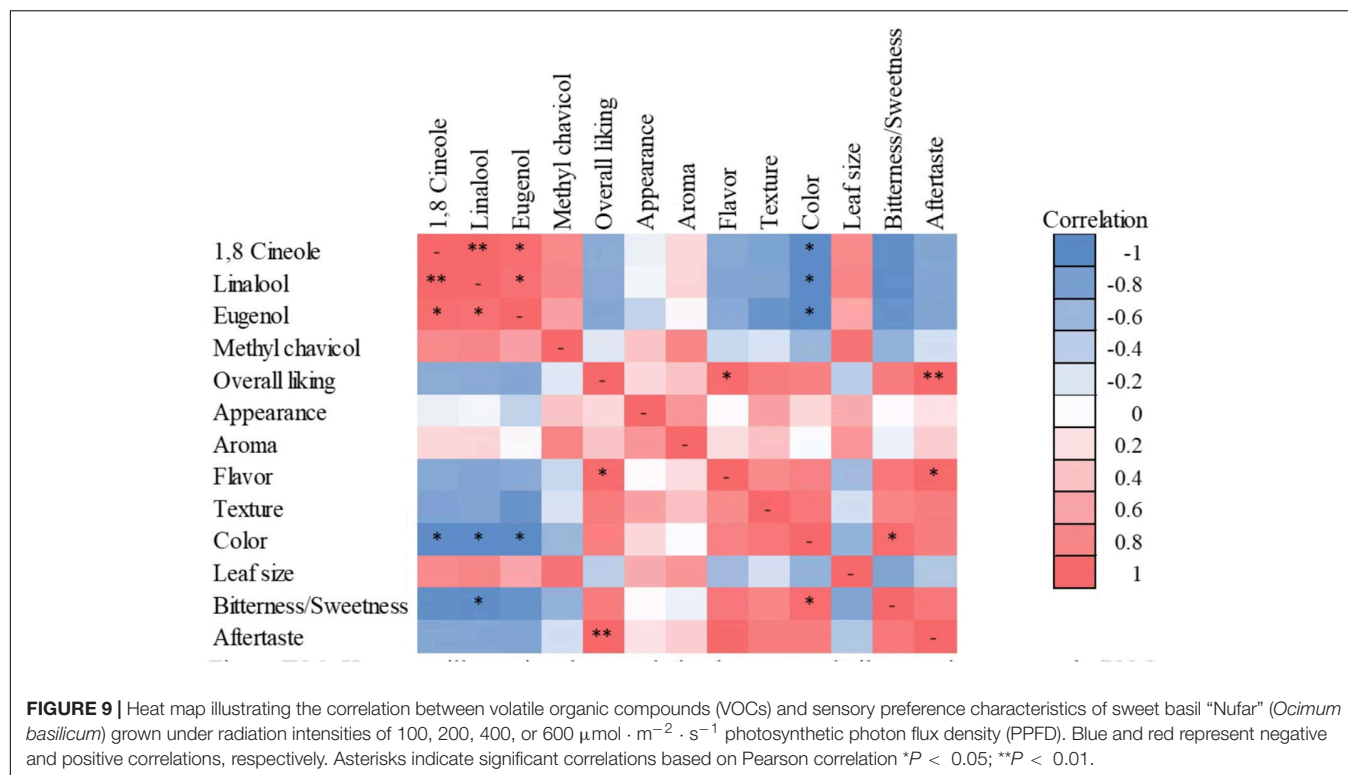 1,8 Cineole
Linalool
Eugenol
Methyl chavicol
Overall liking
Appearance
Aroma
Flavor
Texture
Color
Leaf size
Bitterness/Sweetness
Aftertaste
1,8 Cineole - ** * *
Linalool ** - * *
Eugenol * * - *
Methyl chavicol -
Overall liking - * **
Appearance -
Aroma -
Flavor * - *
Texture -
Color * * * - *
Leaf size -
Bitterness/Sweetness * * -
Aftertaste ** -
Correlation
-1
-0.8
-0.6
-0.4
-0.2
0
0.2
0.4
0.6
0.8
1
FIGURE 9 | Heat map illustrating the correlation between volatile organic compounds (VOCs) and sensory preference characteristics of sweet basil “Nufar” (Ocimum
basilicum) grown under radiation intensities of 100, 200, 400, or 600 μmol · m−2 · s−1 photosynthetic photon flux density (PPFD). Blue and red represent negative
and positive correlations, respectively. Asterisks indicate significant correlations based on Pearson correlation *P < 0.05; **P < 0.01.